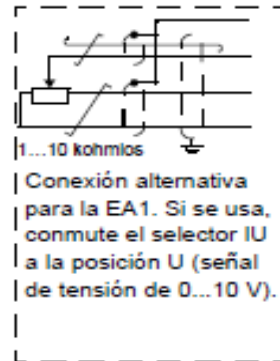 1...10 kohmios
Conexión alternativa
para la EA1. Si se usa,
conmute el selector IU
a la posición U (señal
de tensión de 0...10 V).